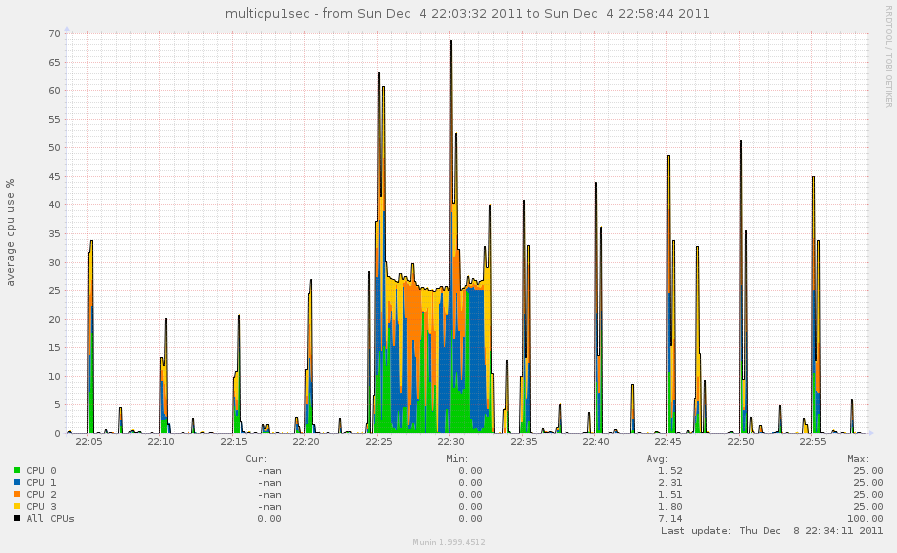 multicpu1sec - from Sun Dec 4 22:03:32 2011 to Sun Dec 4 22:58:44 2011
RRDTOOL / TOBI OETIKER
average cpu use %
70
65
60
55
50
45
40
35
30
25
20
15
10
5
0
22:05 22:10 22:15 22:20 22:25 22:30 22:35 22:40 22:45 22:50 22:55
Cur: Min: Avg: Max:
CPU 0 -nan 0.00 1.52 25.00
CPU 1 -nan 0.00 2.31 25.00
CPU 2 -nan 0.00 1.51 25.00
CPU 3 -nan 0.00 1.80 25.00
All CPUs 0.00 0.00 7.14 100.00
Last update: Thu Dec 8 22:34:11 2011
Munin 1.999.4512